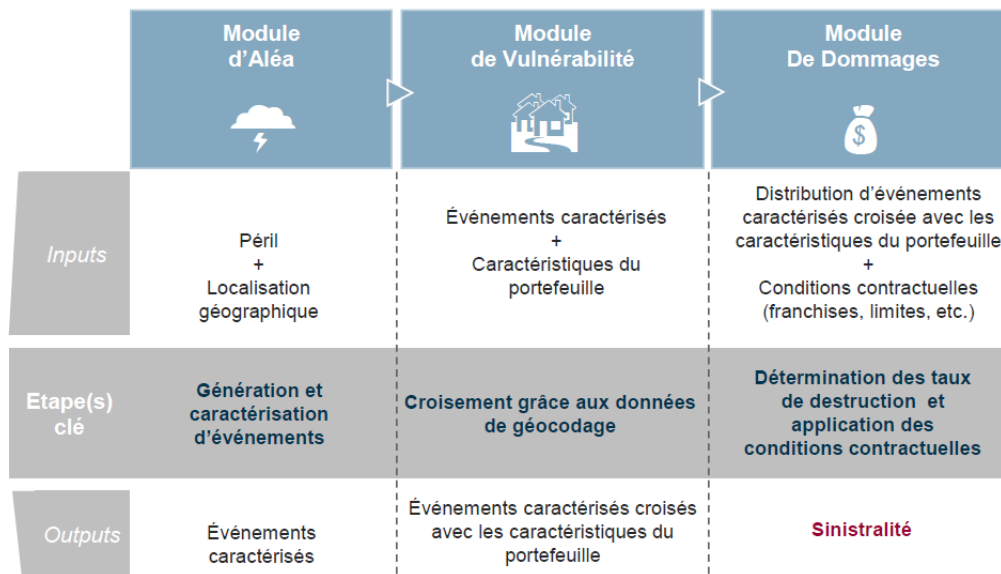 Module
d'Aléa
Module
de Vulnérabilité
Module
De Dommages
$
Inputs
Péril
+
Localisation
géographique
Événements caractérisés
+
Caractéristiques du
portefeuille
Distribution d'événements
caractérisés croisée avec les
caractéristiques du portefeuille
+
Conditions contractuelles
(franchises, limites, etc.)
Etape(s)
clé
Génération et
caractérisation
d'événements
Croisement grâce aux données
de géocodage
Détermination des taux
de destruction et
application des
conditions contractuelles
Outputs
Événements
caractérisés
Événements caractérisés croisés
avec les caractéristiques du
portefeuille
Sinistralité